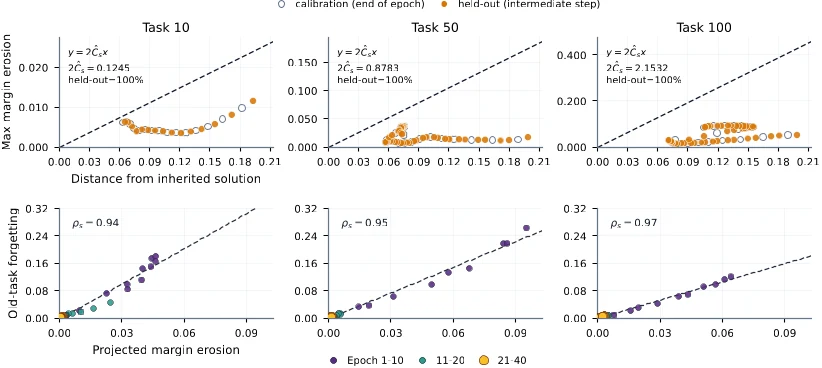 calibration (end of epoch) held-out (intermediate step)
Task 10 Task 50 Task 100
Max margin erosion
y = 2Ĉₛx
2Ĉₛ = 0.1245
held-out=100%
0.020
0.010
0.000
0.00 0.03 0.06 0.09 0.12 0.15 0.18 0.21
Distance from inherited solution
y = 2Ĉₛx
2Ĉₛ = 0.8783
held-out=100%
0.150
0.100
0.050
0.000
0.00 0.03 0.06 0.09 0.12 0.15 0.18 0.21
y = 2Ĉₛx
2Ĉₛ = 2.1532
held-out=100%
0.400
0.200
0.000
0.00 0.03 0.06 0.09 0.12 0.15 0.18 0.21
Old-task forgetting
ρₛ = 0.94
0.32
0.24
0.16
0.08
0.00
0.00 0.03 0.06 0.09
Projected margin erosion
ρₛ = 0.95
0.32
0.24
0.16
0.08
0.00
0.00 0.03 0.06 0.09
ρₛ = 0.97
0.32
0.24
0.16
0.08
0.00
0.00 0.03 0.06 0.09
Epoch 1-10 11-20 21-40